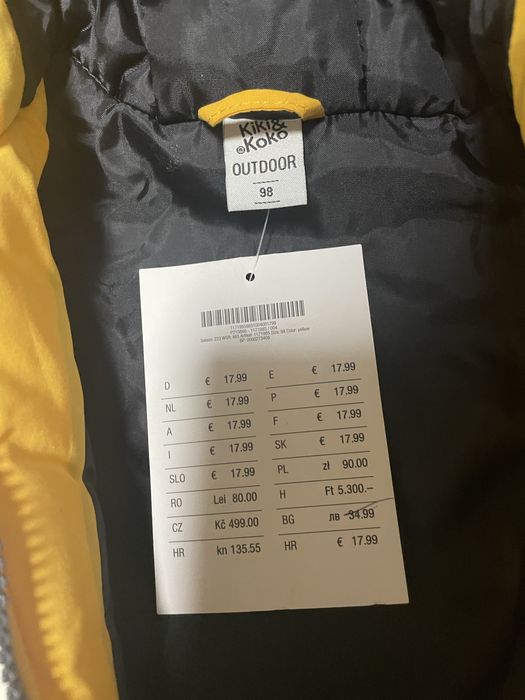 Kiki&
®Koko
OUTDOOR
98
D € 17.99 E € 17.99
NL € 17.99 P € 17.99
A € 17.99 F € 17.99
I € 17.99 SK € 17.99
SLO € 17.99 PL zł 90.00
RO Lei 80.00 H Ft 5.300.–
CZ Kč 499.00 BG лв 34.99
HR kn 135.55 HR € 17.99